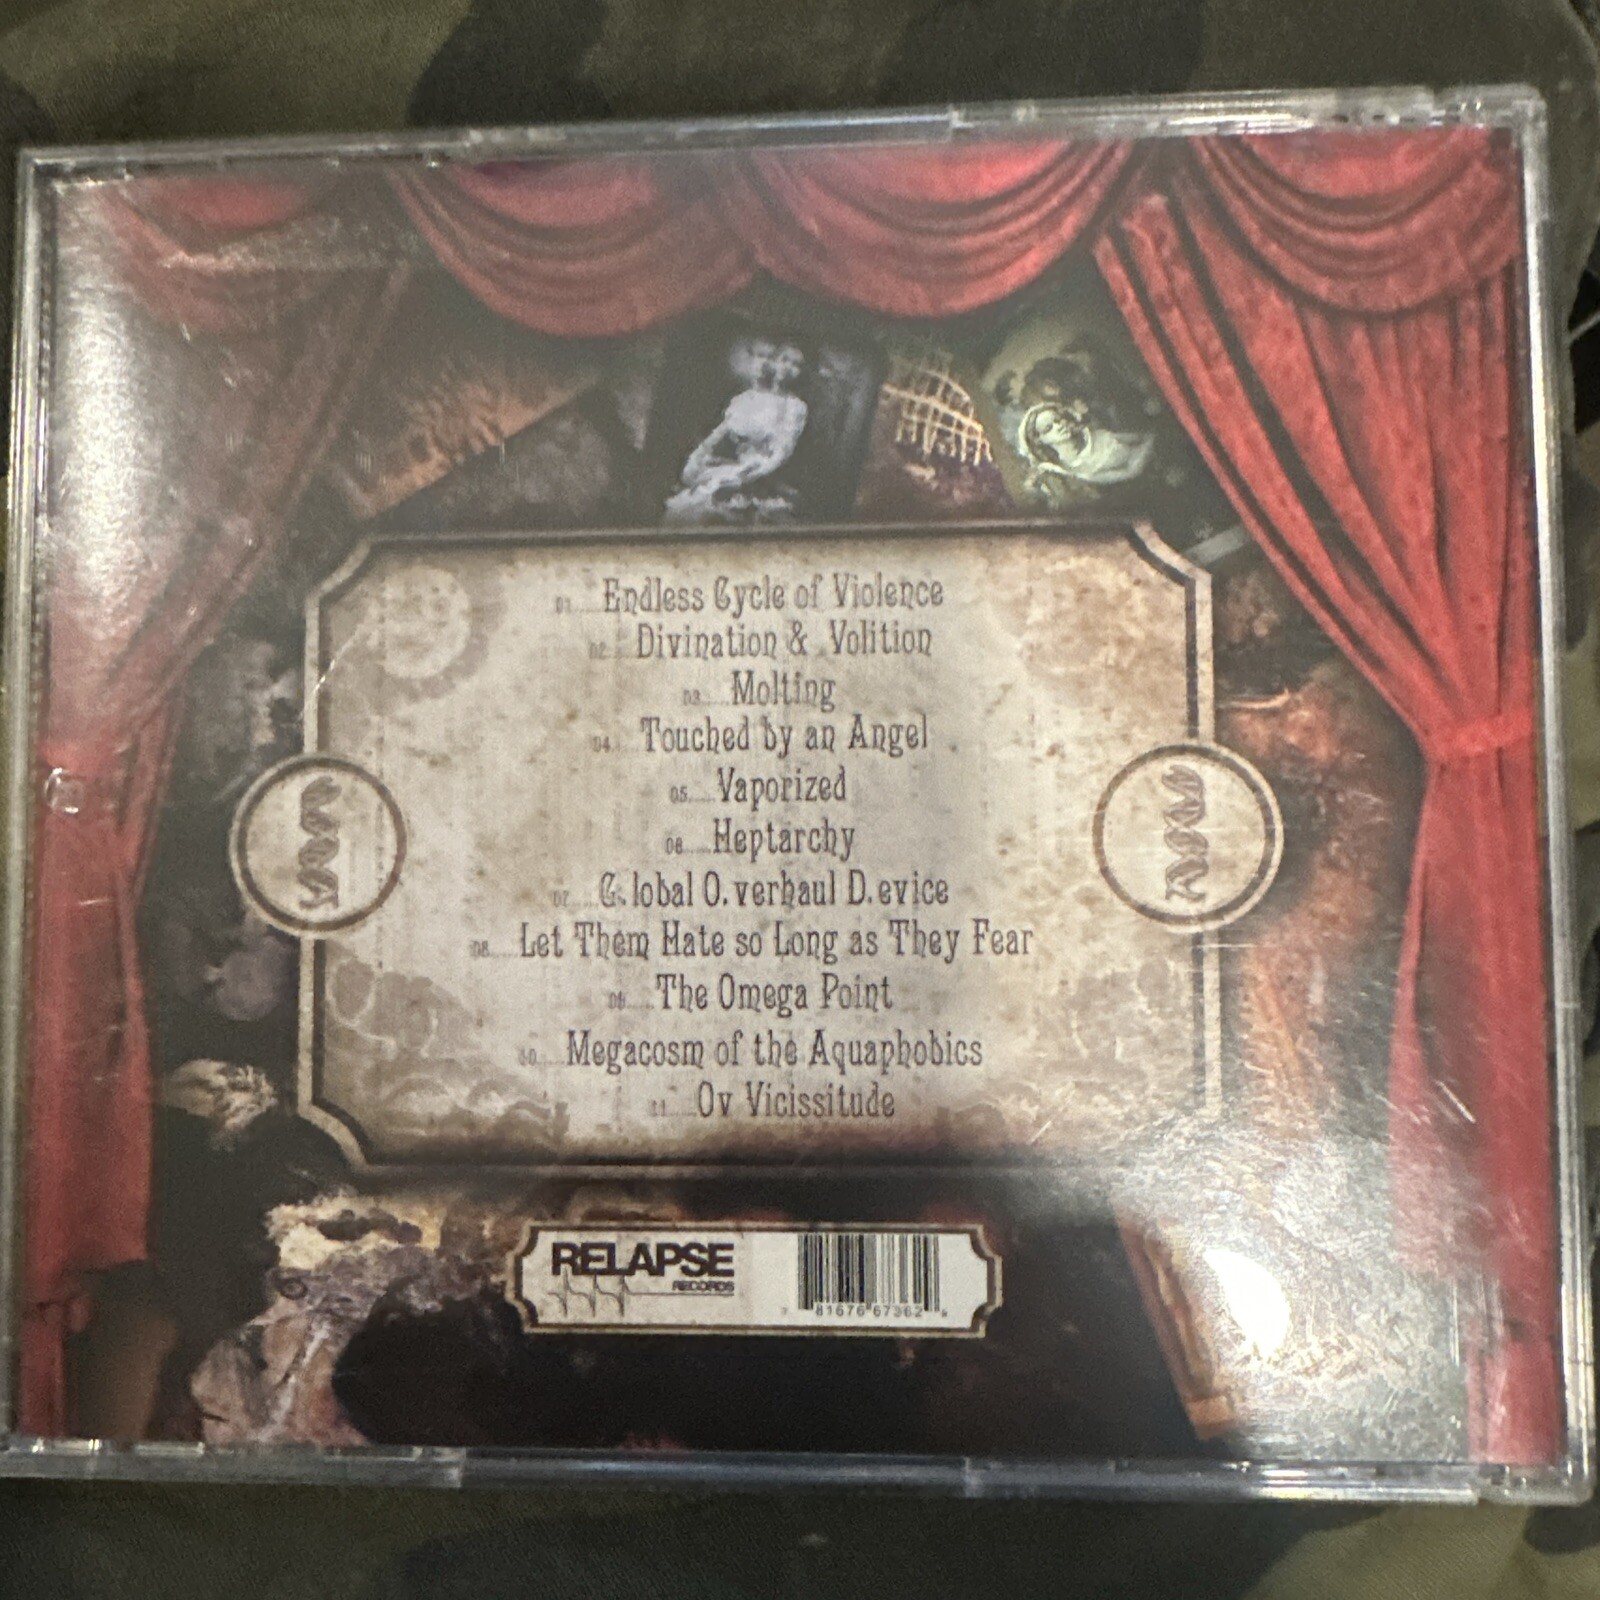 01......Endless Cycle of Violence
02......Divination & Volition
03......Molting
04......Touched by an Angel
05......Vaporized
06......Heptarchy
07......G.lobal O.verhaul D.evice
08......Let Them Hate so Long as They Fear
09......The Omega Point
10......Megacosm of the Aquaphobics
11......Ov Vicissitude
RELAPSE
RECORDS
81676 67362